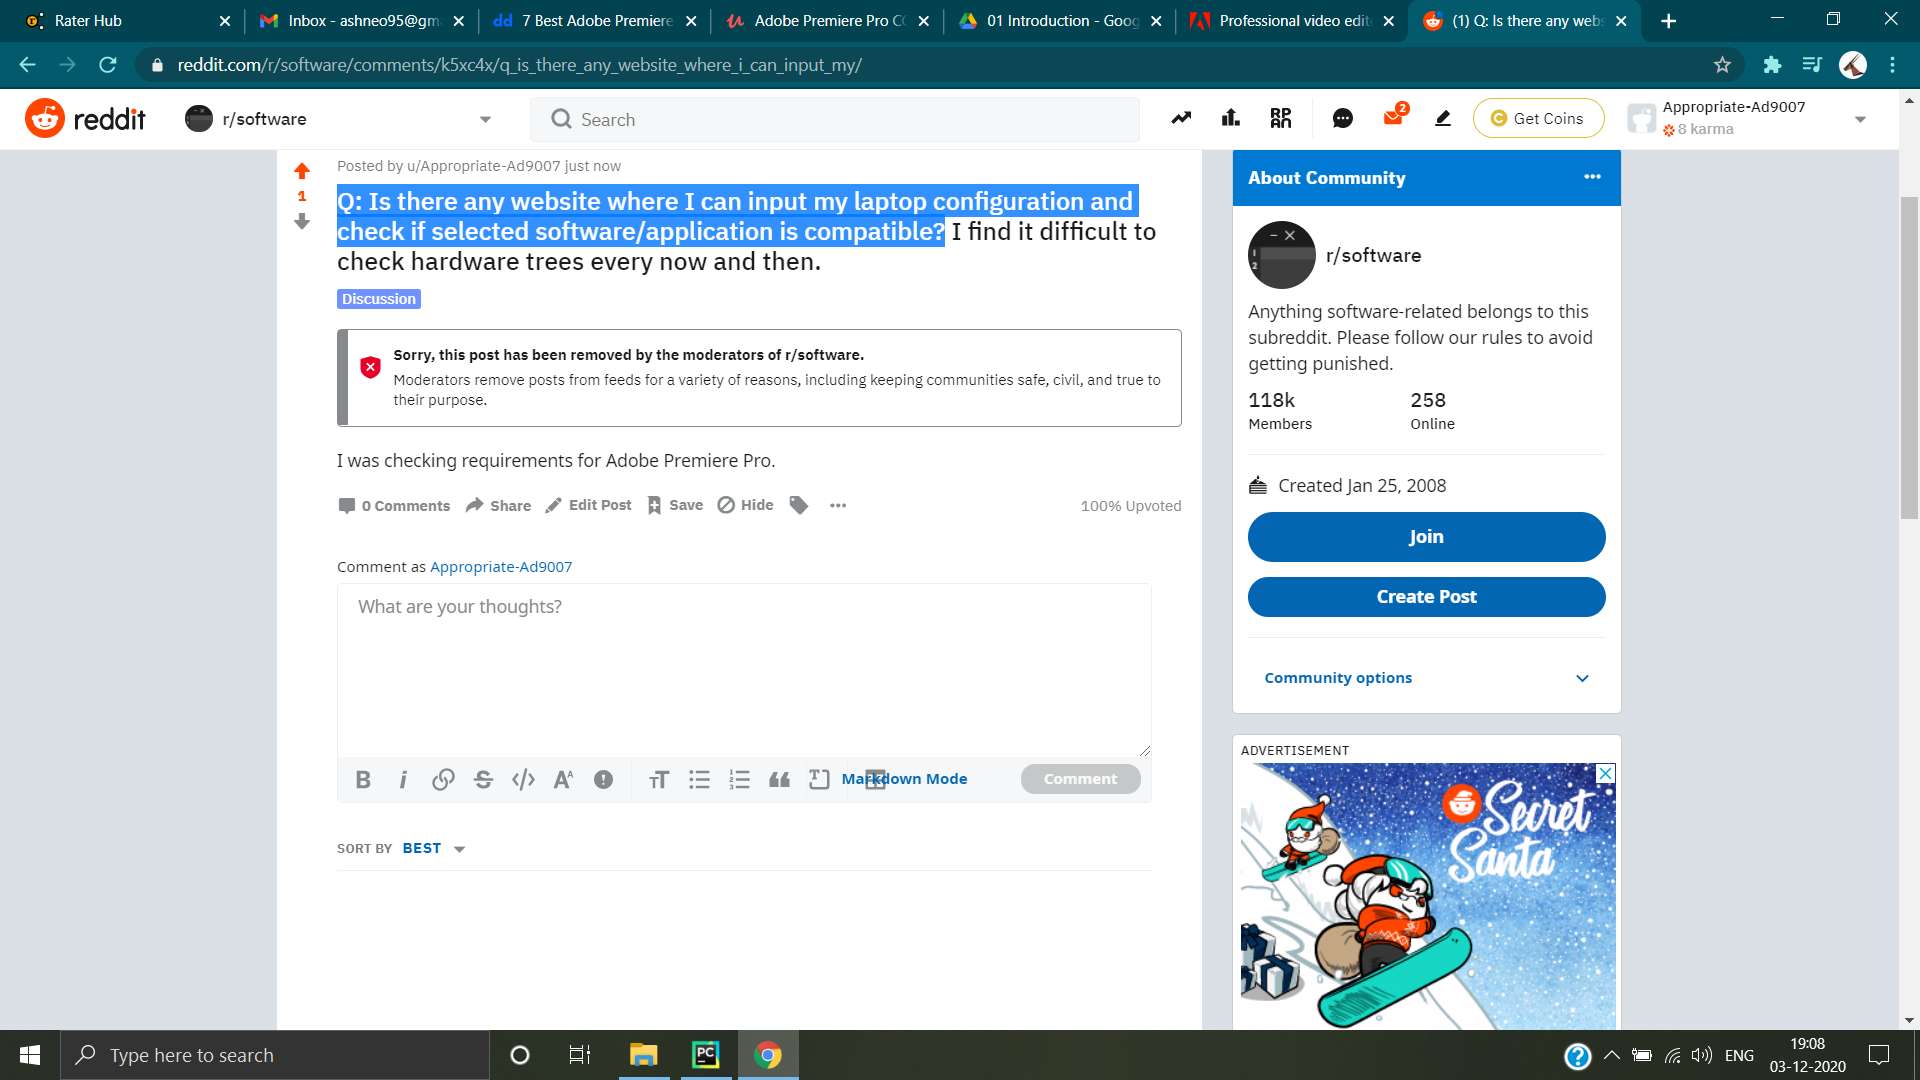 Rater Hub
Inbox - ashneo95@gm
7 Best Adobe Premiere
Adobe Premiere Pro CC
01 Introduction - Goog
Professional video edit
(1) Q: Is there any webs
reddit.com/r/software/comments/k5xc4x/q_is_there_any_website_where_i_can_input_my/
reddit
r/software
Search
2
Get Coins
Appropriate-Ad9007
8 karma
Posted by u/Appropriate-Ad9007 just now
1
Q: Is there any website where I can input my laptop configuration and
check if selected software/application is compatible? I find it difficult to
check hardware trees every now and then.
Discussion
Sorry, this post has been removed by the moderators of r/software.
Moderators remove posts from feeds for a variety of reasons, including keeping communities safe, civil, and true to
their purpose.
I was checking requirements for Adobe Premiere Pro.
0 Comments Share Edit Post Save Hide
100% Upvoted
Comment as Appropriate-Ad9007
What are your thoughts?
Markdown Mode
Comment
SORT BY BEST
About Community
r/software
Anything software-related belongs to this
subreddit. Please follow our rules to avoid
getting punished.
118k
Members
258
Online
Created Jan 25, 2008
Join
Create Post
Community options
ADVERTISEMENT
Secret
Santa
Type here to search
PC
ENG
19:08
03-12-2020